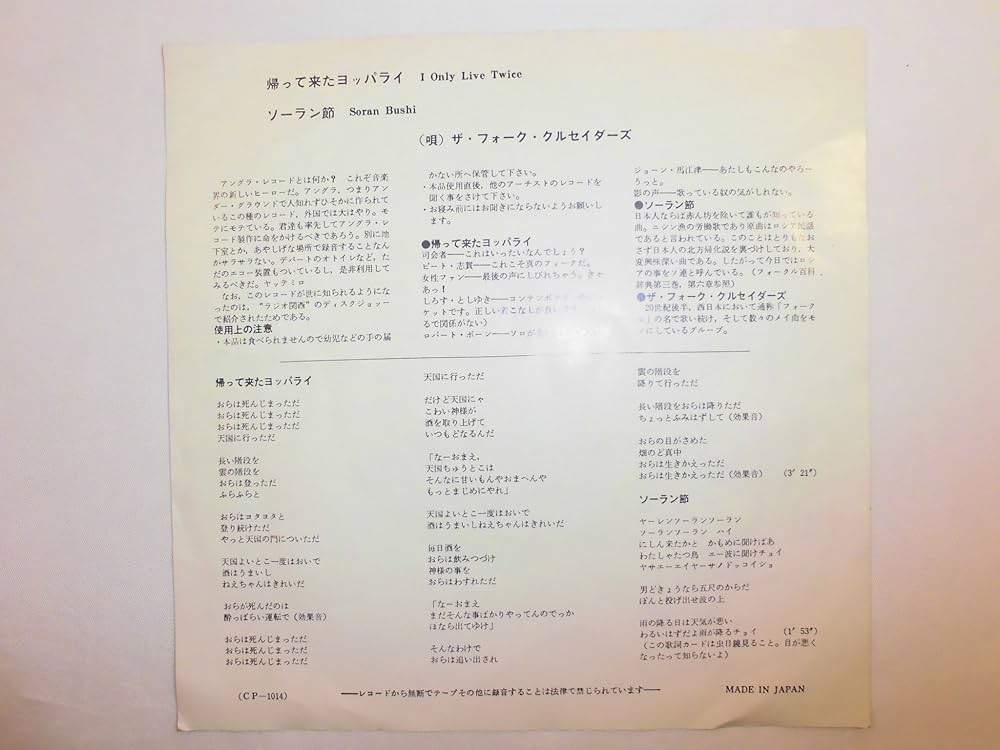 帰って来たヨッパライ I Only Live Twice
ソーラン節 Soran Bushi
(唄) ザ・フォーク・クルセイダーズ
アングラ・レコードとは何か? これぞ音楽
界の新しいヒーローだ。アングラ, つまりアン
ダー・グラウンドで人知れずひそかに作られて
いるこの種のレコード, 外国では大はやり。モ
テにモテている。君達も率先してアングラ・レ
コード製作に命をかけるべきであろう。別に地
下室とか, あやしげな場所で録音することなん
かサラサラない。デパートのオトイレなど, た
だのエコー装置もついているし, 是非利用して
みるべきだ。ヤッテミロ
なお, このレコードが世に知られるようにな
ったのは, "ラジオ関西"のディスクジョッキー
で紹介されたためである。
使用上の注意
・本品は食べられませんので幼児などの手の届
かない所へ保管して下さい。
・本品使用直後, 他のアーチストのレコードを
聞く事をさけて下さい。
・お寝み前にはお聞きにならないようお願いし
ます。
●帰って来たヨッパライ
司会者——これはいったいなんでしょう?
ピート・志賀——これこそ真のフォークだ。
女性ファン——最後の声にしびれちゃう。きゃ
あっ!
しろす・としゆき——コンテンポ
ケットです。正しい着こなしが
るで関係がない)
ロバート・ボーン——ソロが
ジョーン・馬江津——あたしもこんなのやろー
うっと。
影の声——歌っている奴の気がしれない。
●ソーラン節
日本人ならば赤ん坊を除いて誰もが知っている
曲。ニシン漁の労働歌であり原曲はロシア民謡
であると言われている。このことはとりもなお
さず日本人の北方帰化説を裏づけしており, 大
変興味深い曲である。したがって今日ではロシ
アの事をソ連と呼んでいる。(フォークル百科
辞典第三巻, 第六章参照)
●ザ・フォーク・クルセイダーズ
20世紀後半, 西日本において通称「フォーク
」の名で歌い続け, そして数々のメイ曲をモ
にしているグループ。
帰って来たヨッパライ
おらは死んじまっただ
おらは死んじまっただ
おらは死んじまっただ
天国に行っただ
長い階段を
雲の階段を
おらは登っただ
ふらふらと
おらはヨタヨタと
登り続けただ
やっと天国の門についただ
天国よいとこ一度はおいで
酒はうまいし
ねえちゃんはきれいだ
おらが死んだのは
酔っぱらい運転で(効果音)
おらは死んじまっただ
おらは死んじまっただ
おらは死んじまっただ
天国に行っただ
だけど天国にゃ
こわい神様が
酒を取り上げて
いつもどなるんだ
「なーおまえ,
天国ちゅうとこは
そんなに甘いもんやおまへんや
もっとまじめにやれ」
天国よいとこ一度はおいで
酒はうまいしねえちゃんはきれいだ
毎日酒を
おらは飲みつづけ
神様の事を
おらはわすれただ
「なーおまえ
まだそんな事ばかりやってんのでっか
ほなら出てゆけ」
そんなわけで
おらは追い出され
雲の階段を
降りて行っただ
長い階段をおらは降りただ
ちょっとふみはずして(効果音)
おらの目がさめた
畑のど真中
おらは生きかえっただ
おらは生きかえっただ(効果音) (3′21″)
ソーラン節
ヤーレンソーランソーラン
ソーランソーラン ハイ
にしん来たかと かもめに聞けばあ
わたしゃたつ鳥 エー波に聞けチョイ
ヤサエーエイヤーサノドッコイショ
男どきょうなら五尺のからだ
ぽんと投げ出せ波の上
雨の降る日は天気が悪い
わるいはずだよ雨が降るチョイ (1′53″)
(この歌詞カードは虫目鏡見ること。目が悪く
なったって知らないよ)
(CP—1014)
——レコードから無断でテープその他に録音することは法律で禁じられています——
MADE IN JAPAN